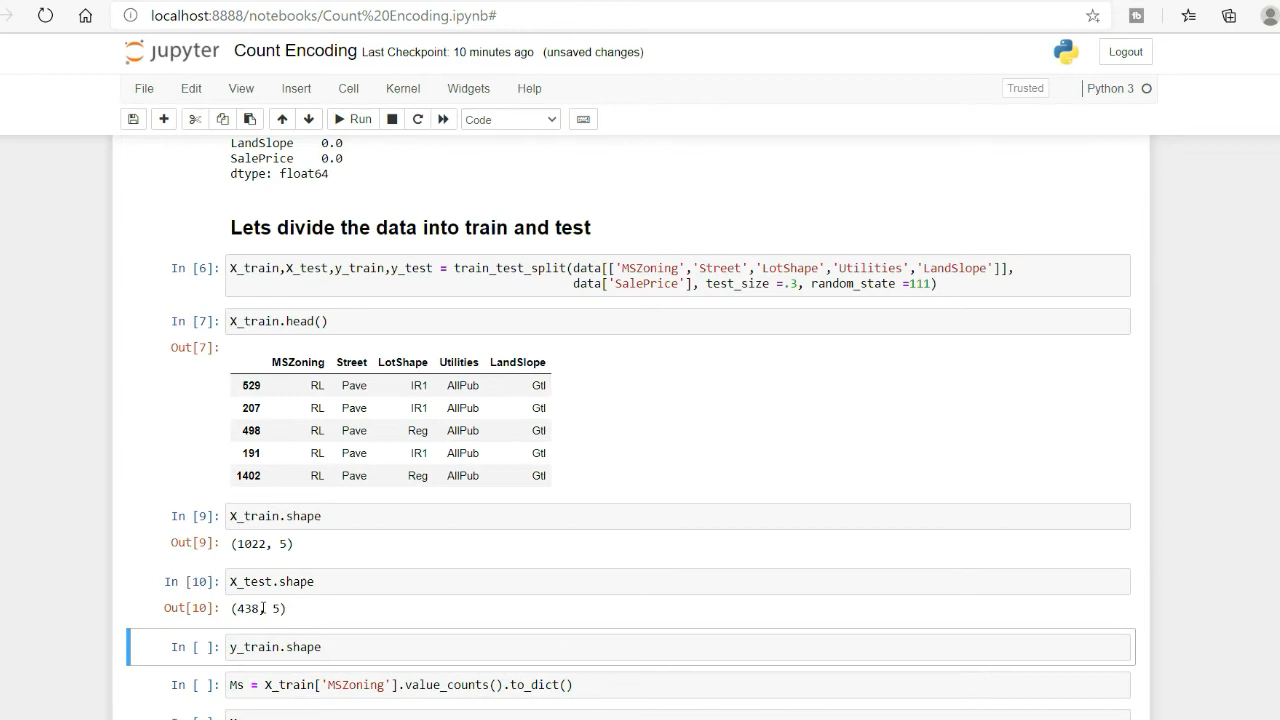 localhost:8888/notebooks/Count%20Encoding.ipynb#
jupyter Count Encoding Last Checkpoint: 10 minutes ago (unsaved changes) Logout
File Edit View Insert Cell Kernel Widgets Help Trusted Python 3
Run Code
LandSlope 0.0
SalePrice 0.0
dtype: float64
Lets divide the data into train and test
In [6]: X_train,X_test,y_train,y_test = train_test_split(data[['MSZoning','Street','LotShape','Utilities','LandSlope']],
data['SalePrice'], test_size =.3, random_state =111)
In [7]: X_train.head()
Out[7]:
MSZoning Street LotShape Utilities LandSlope
529 RL Pave IR1 AllPub Gtl
207 RL Pave IR1 AllPub Gtl
498 RL Pave Reg AllPub Gtl
191 RL Pave IR1 AllPub Gtl
1402 RL Pave Reg AllPub Gtl
In [9]: X_train.shape
Out[9]: (1022, 5)
In [10]: X_test.shape
Out[10]: (438, 5)
In [ ]: y_train.shape
In [ ]: Ms = X_train['MSZoning'].value_counts().to_dict()